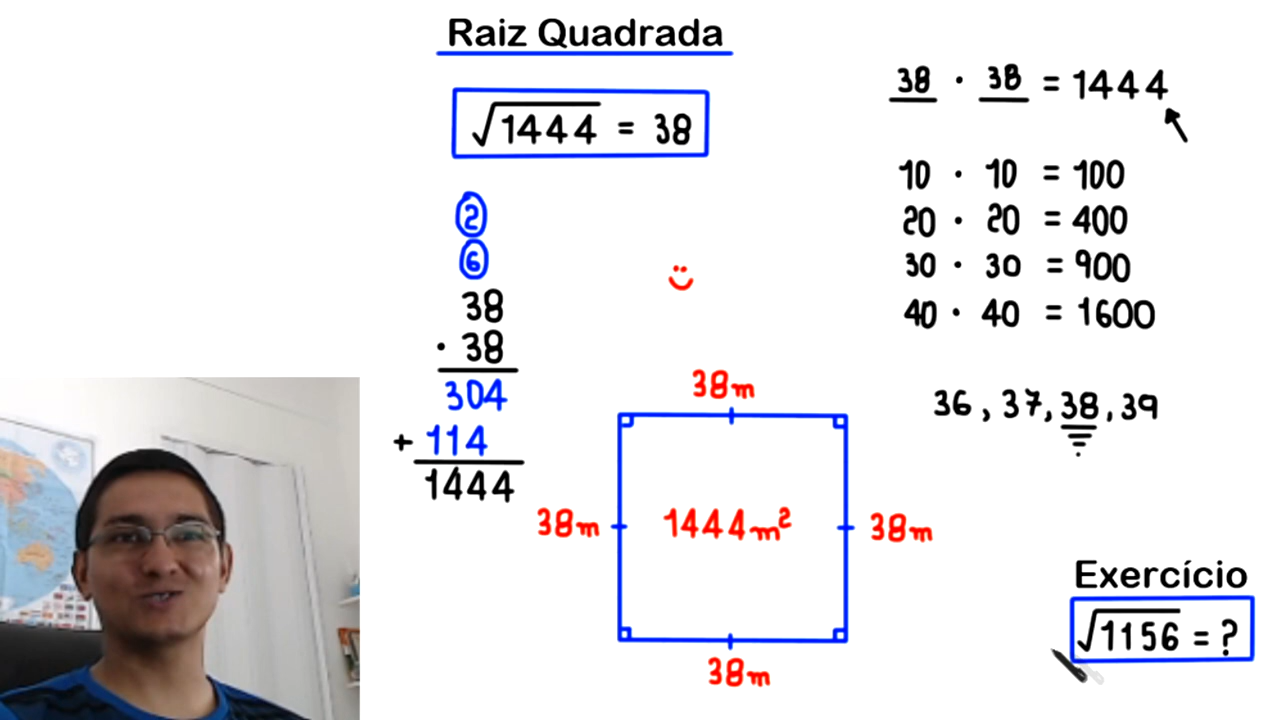 Raiz Quadrada
√1444 = 38
2
6
38
· 38
304
+ 114
1444
38 · 38 = 1444
10 · 10 = 100
20 · 20 = 400
30 · 30 = 900
40 · 40 = 1600
36, 37, 38, 39
38m
38m
1444m²
38m
38m
Exercício
√1156 = ?